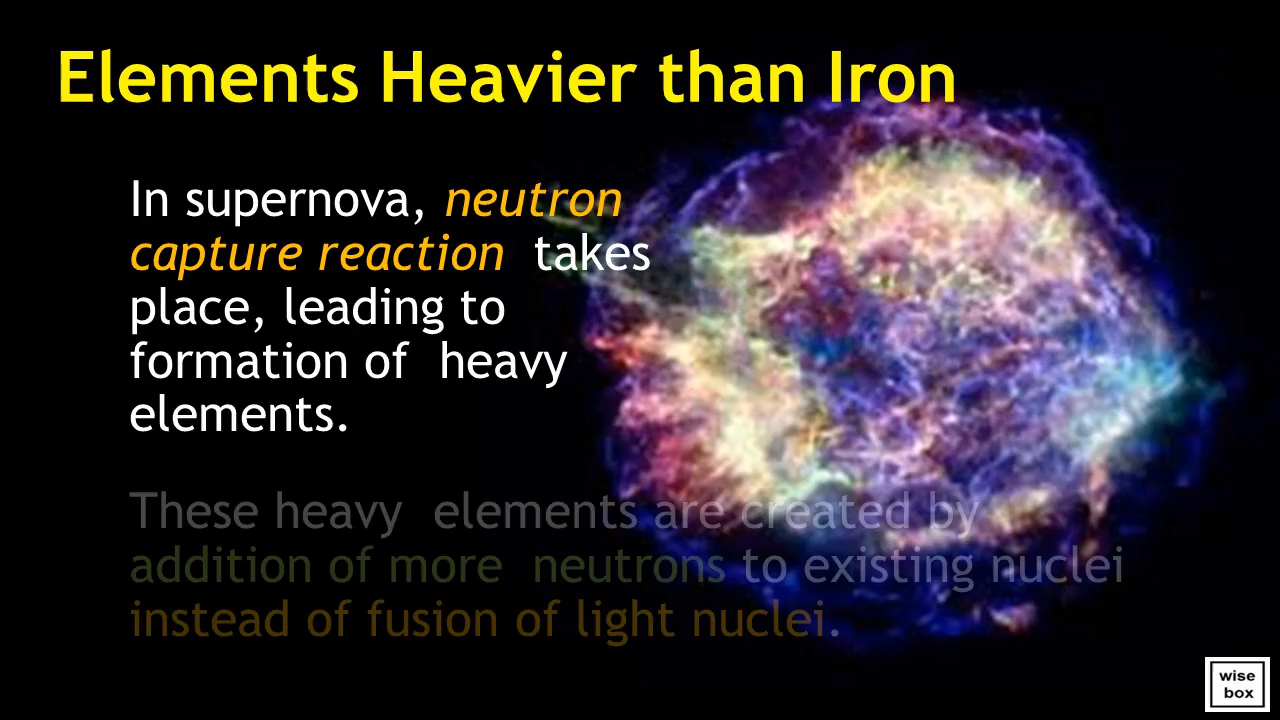 Elements Heavier than Iron
In supernova, neutron
capture reaction takes
place, leading to
formation of heavy
elements.
These heavy elements are created by
addition of more neutrons to existing nuclei
instead of fusion of light nuclei.
wise
box